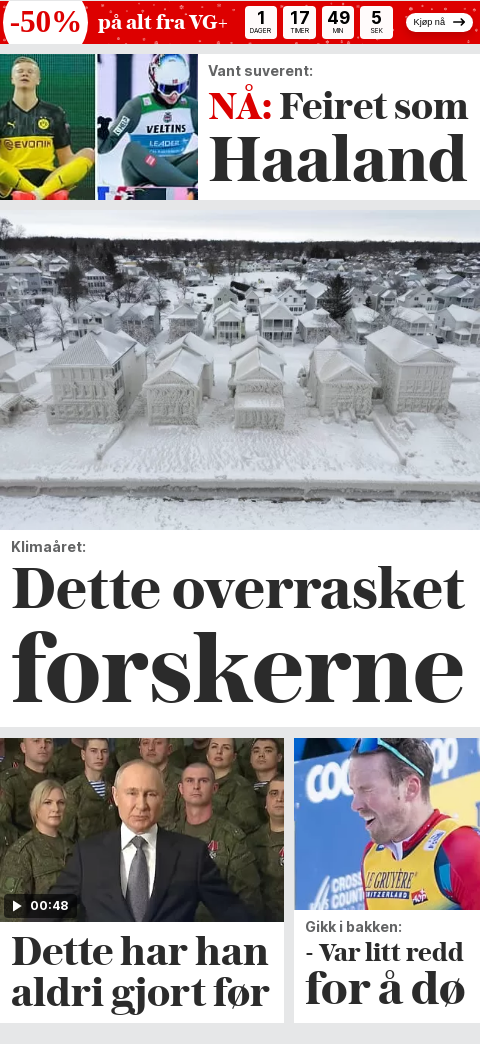 -50% på alt fra VG+
1 17 49 5
DAGER TIMER MIN SEK
Kjøp nå →
EVONIK
VELTINS
LEADER
Vant suverent:
NÅ: Feiret som
Haaland
Klimaåret:
Dette overrasket
forskerne
00:48
Dette har han
aldri gjort før
LE GRUYÈRE
SWITZERLAND
CROSS
COUNT
Gikk i bakken:
- Var litt redd
for å dø